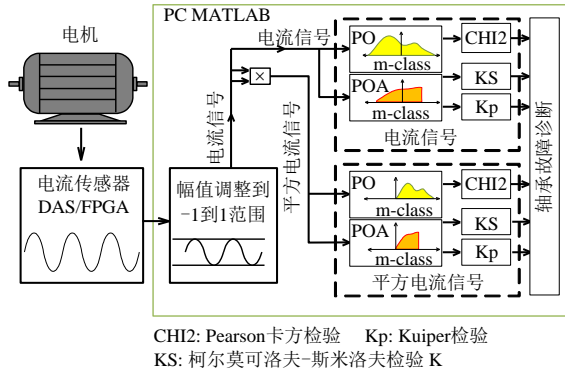 电机
PC MATLAB
电流传感器
DAS/FPGA
幅值调整到
-1到1范围
电流信号
×
平方电流信号
电流信号
PO
m-class
POA
m-class
CHI2
KS
Kp
电流信号
PO
m-class
POA
m-class
CHI2
KS
Kp
平方电流信号
轴承故障诊断
CHI2: Pearson卡方检验 Kp: Kuiper检验
KS: 柯尔莫可洛夫-斯米洛夫检验 K